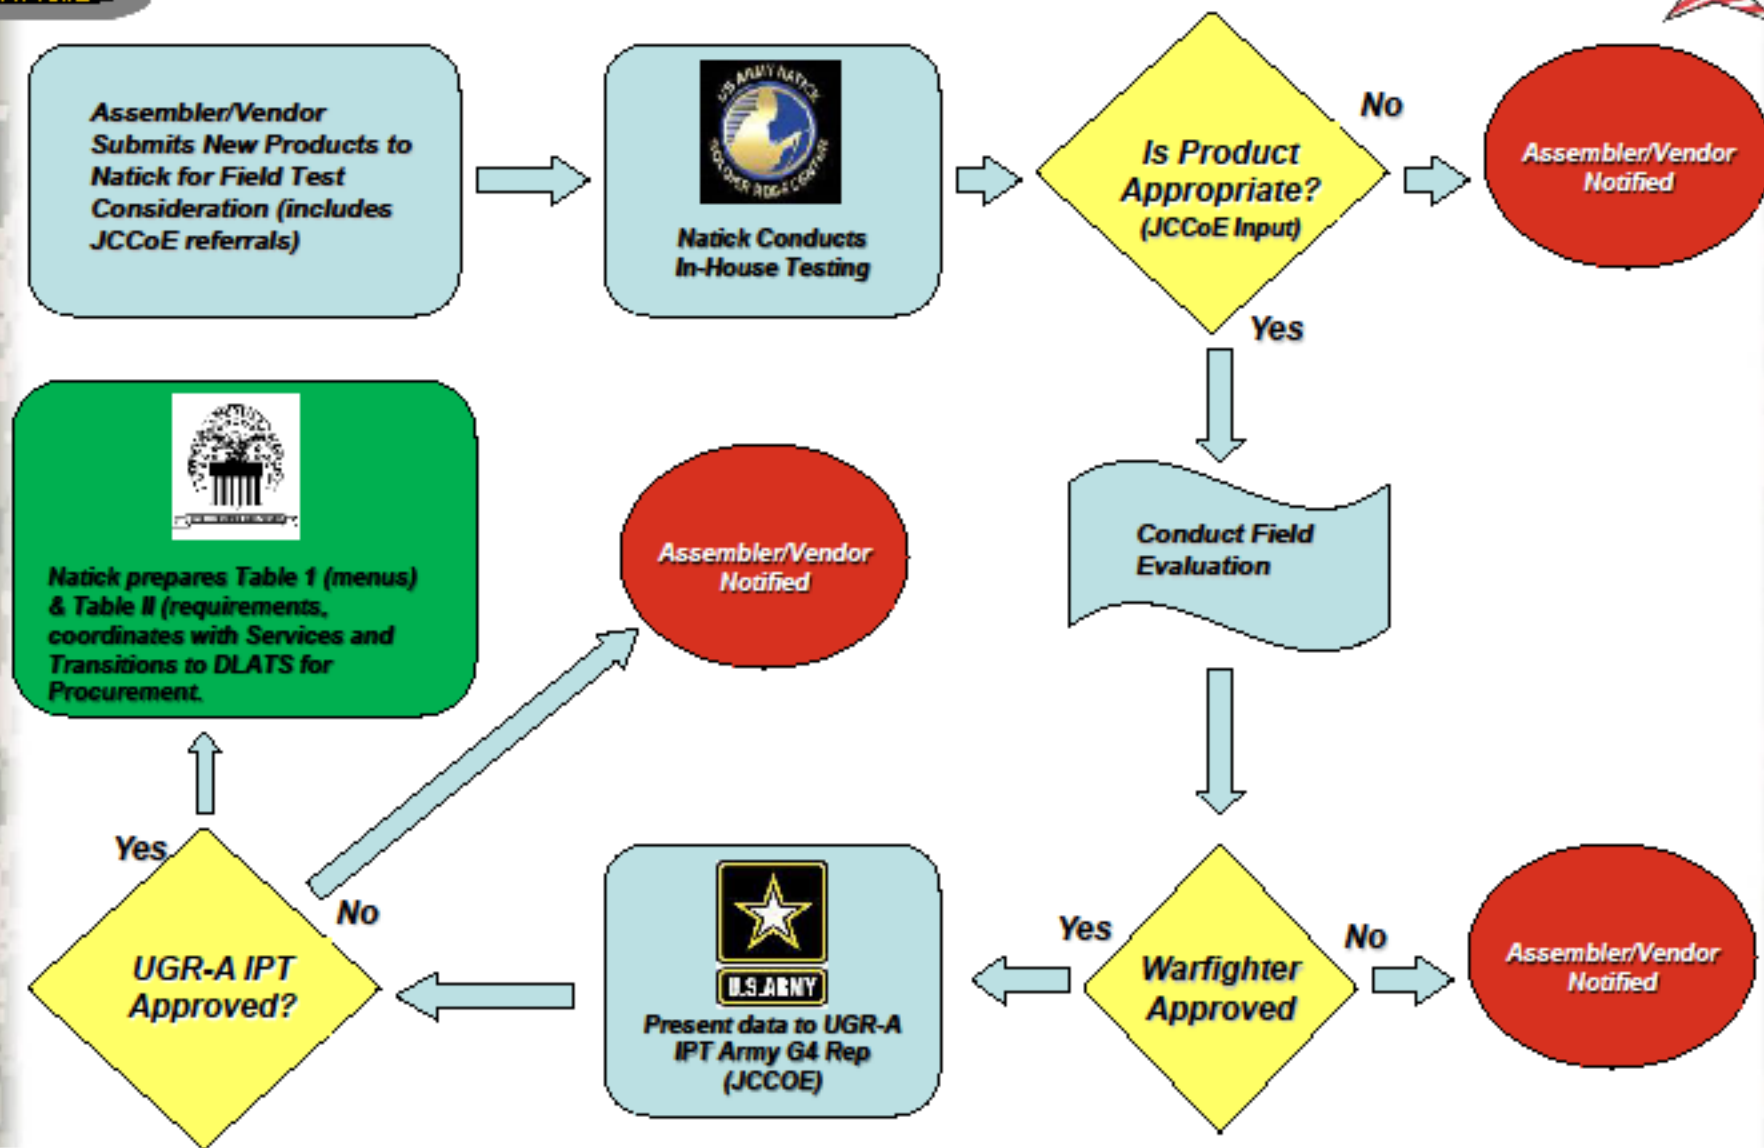 Assembler/Vendor
Submits New Products to
Natick for Field Test
Consideration (includes
JCCoE referrals)
US ARMY NATICK
Natick Conducts
In-House Testing
Is Product
Appropriate?
(JCCoE Input)
No
Assembler/Vendor
Notified
Yes
Conduct Field
Evaluation
Warfighter
Approved
No
Assembler/Vendor
Notified
Yes
U.S.ARMY
Present data to UGR-A
IPT Army G4 Rep
(JCCOE)
UGR-A IPT
Approved?
No
Assembler/Vendor
Notified
Yes
Natick prepares Table 1 (menus)
& Table II (requirements,
coordinates with Services and
Transitions to DLATS for
Procurement.